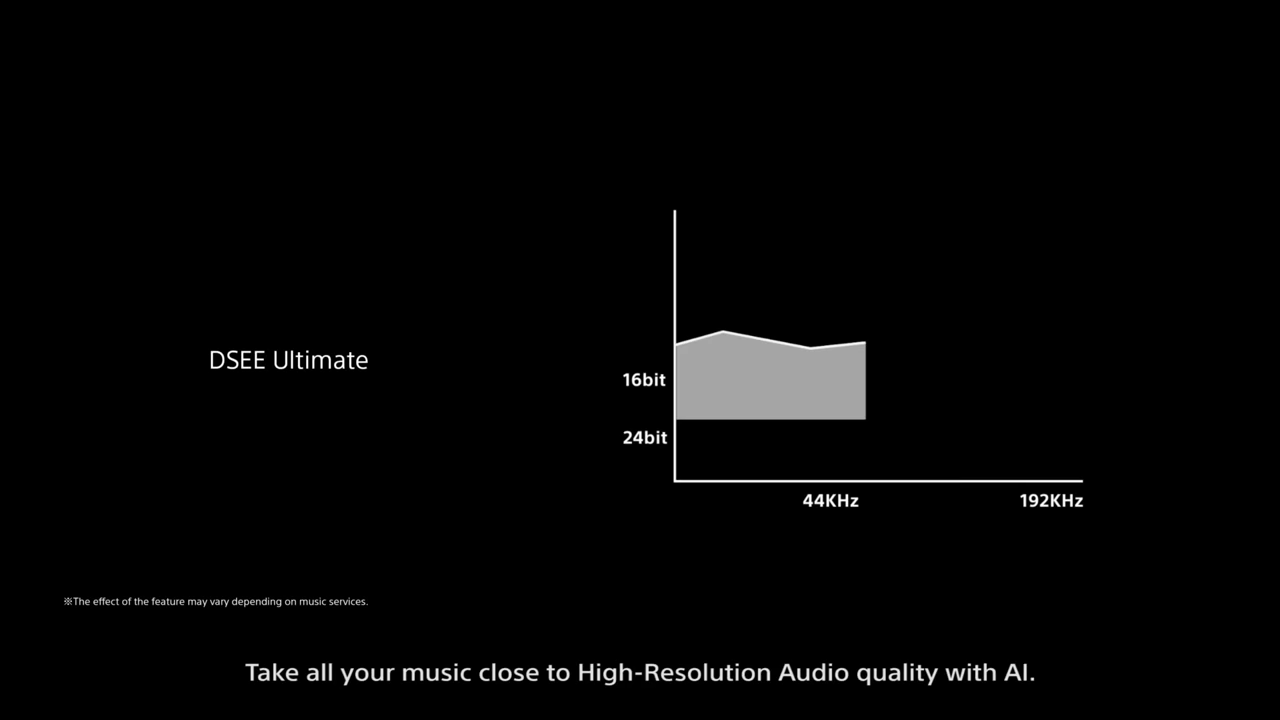 DSEE Ultimate
16bit
24bit
44KHz
192KHz
※The effect of the feature may vary depending on music services.
Take all your music close to High-Resolution Audio quality with AI.